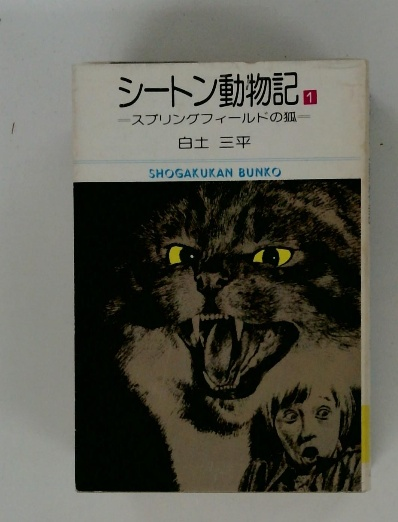 シートン動物記 1
=スプリングフィールドの狐=
白土 三平
SHOGAKUKAN BUNKO